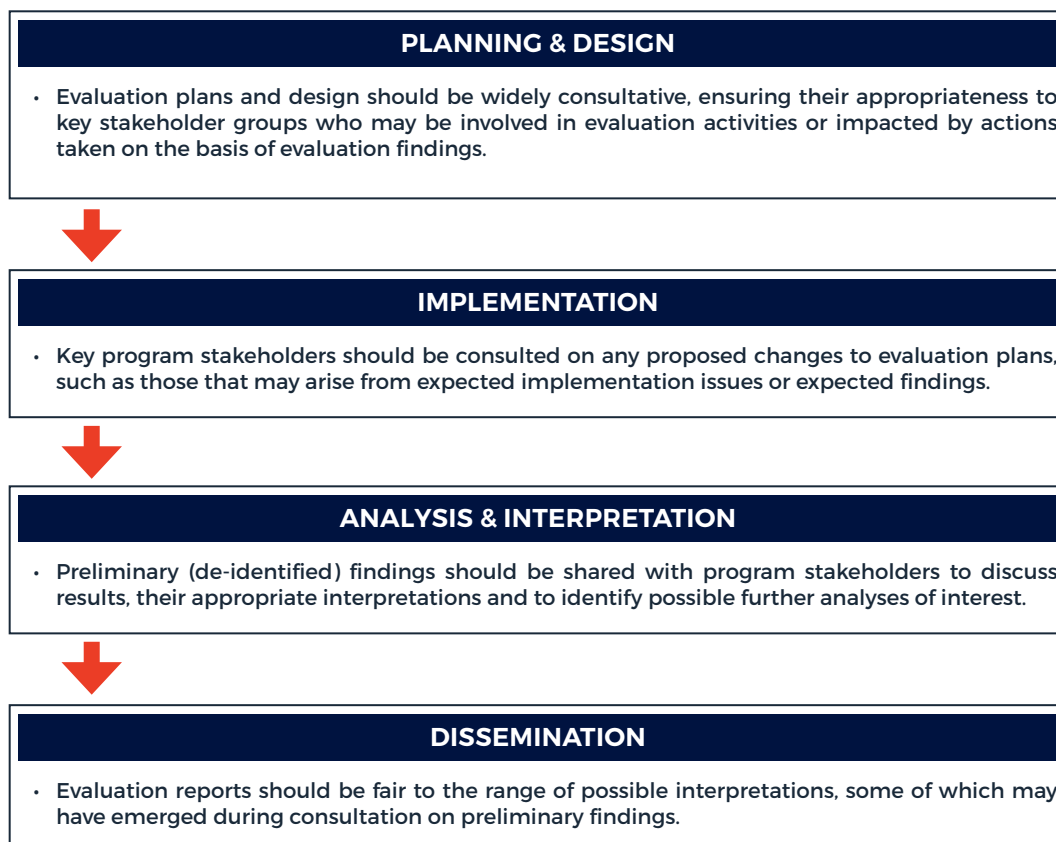 PLANNING & DESIGN
• Evaluation plans and design should be widely consultative, ensuring their appropriateness to
key stakeholder groups who may be involved in evaluation activities or impacted by actions
taken on the basis of evaluation findings.
IMPLEMENTATION
• Key program stakeholders should be consulted on any proposed changes to evaluation plans,
such as those that may arise from expected implementation issues or expected findings.
ANALYSIS & INTERPRETATION
• Preliminary (de-identified) findings should be shared with program stakeholders to discuss
results, their appropriate interpretations and to identify possible further analyses of interest.
DISSEMINATION
• Evaluation reports should be fair to the range of possible interpretations, some of which may
have emerged during consultation on preliminary findings.